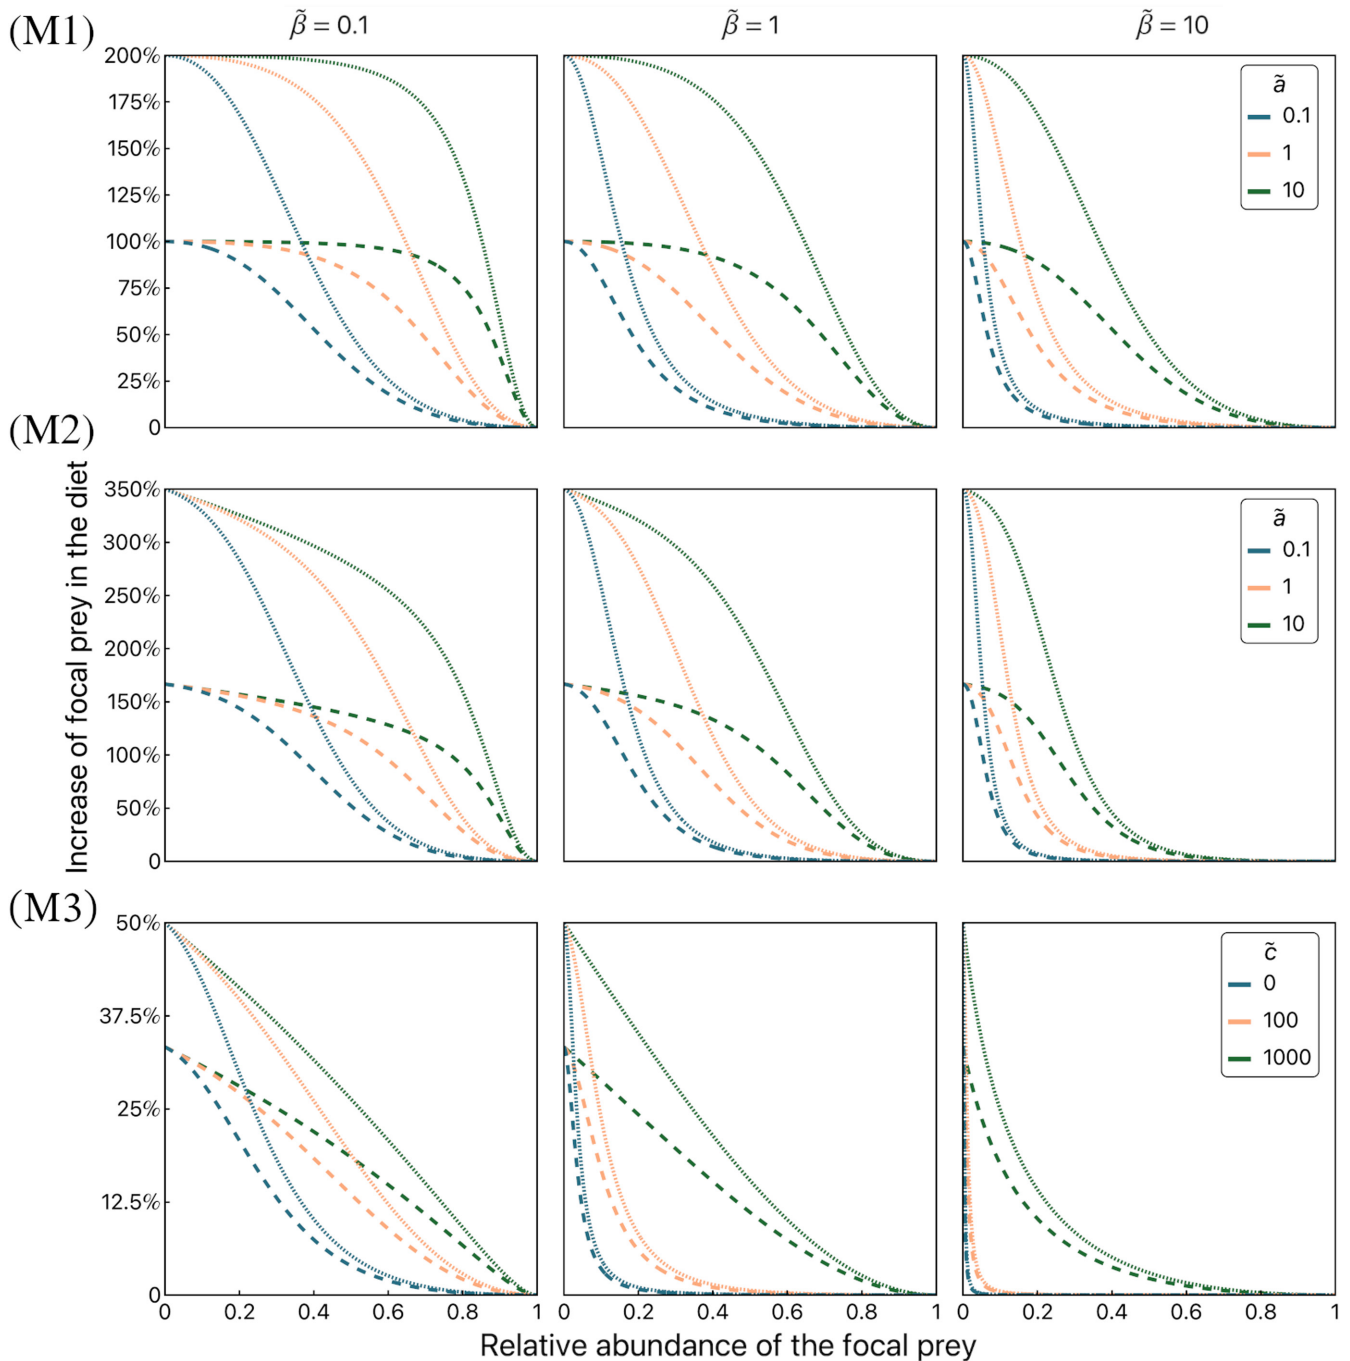 (M1)
β̃ = 0.1
β̃ = 1
β̃ = 10
200%
175%
150%
125%
100%
75%
50%
25%
0
ã
0.1
1
10
(M2)
350%
300%
250%
200%
150%
100%
50%
0
ã
0.1
1
10
(M3)
50%
37.5%
25%
12.5%
0
c̃
0
100
1000
Increase of focal prey in the diet
0 0.2 0.4 0.6 0.8 1
0 0.2 0.4 0.6 0.8 1
0 0.2 0.4 0.6 0.8 1
Relative abundance of the focal prey